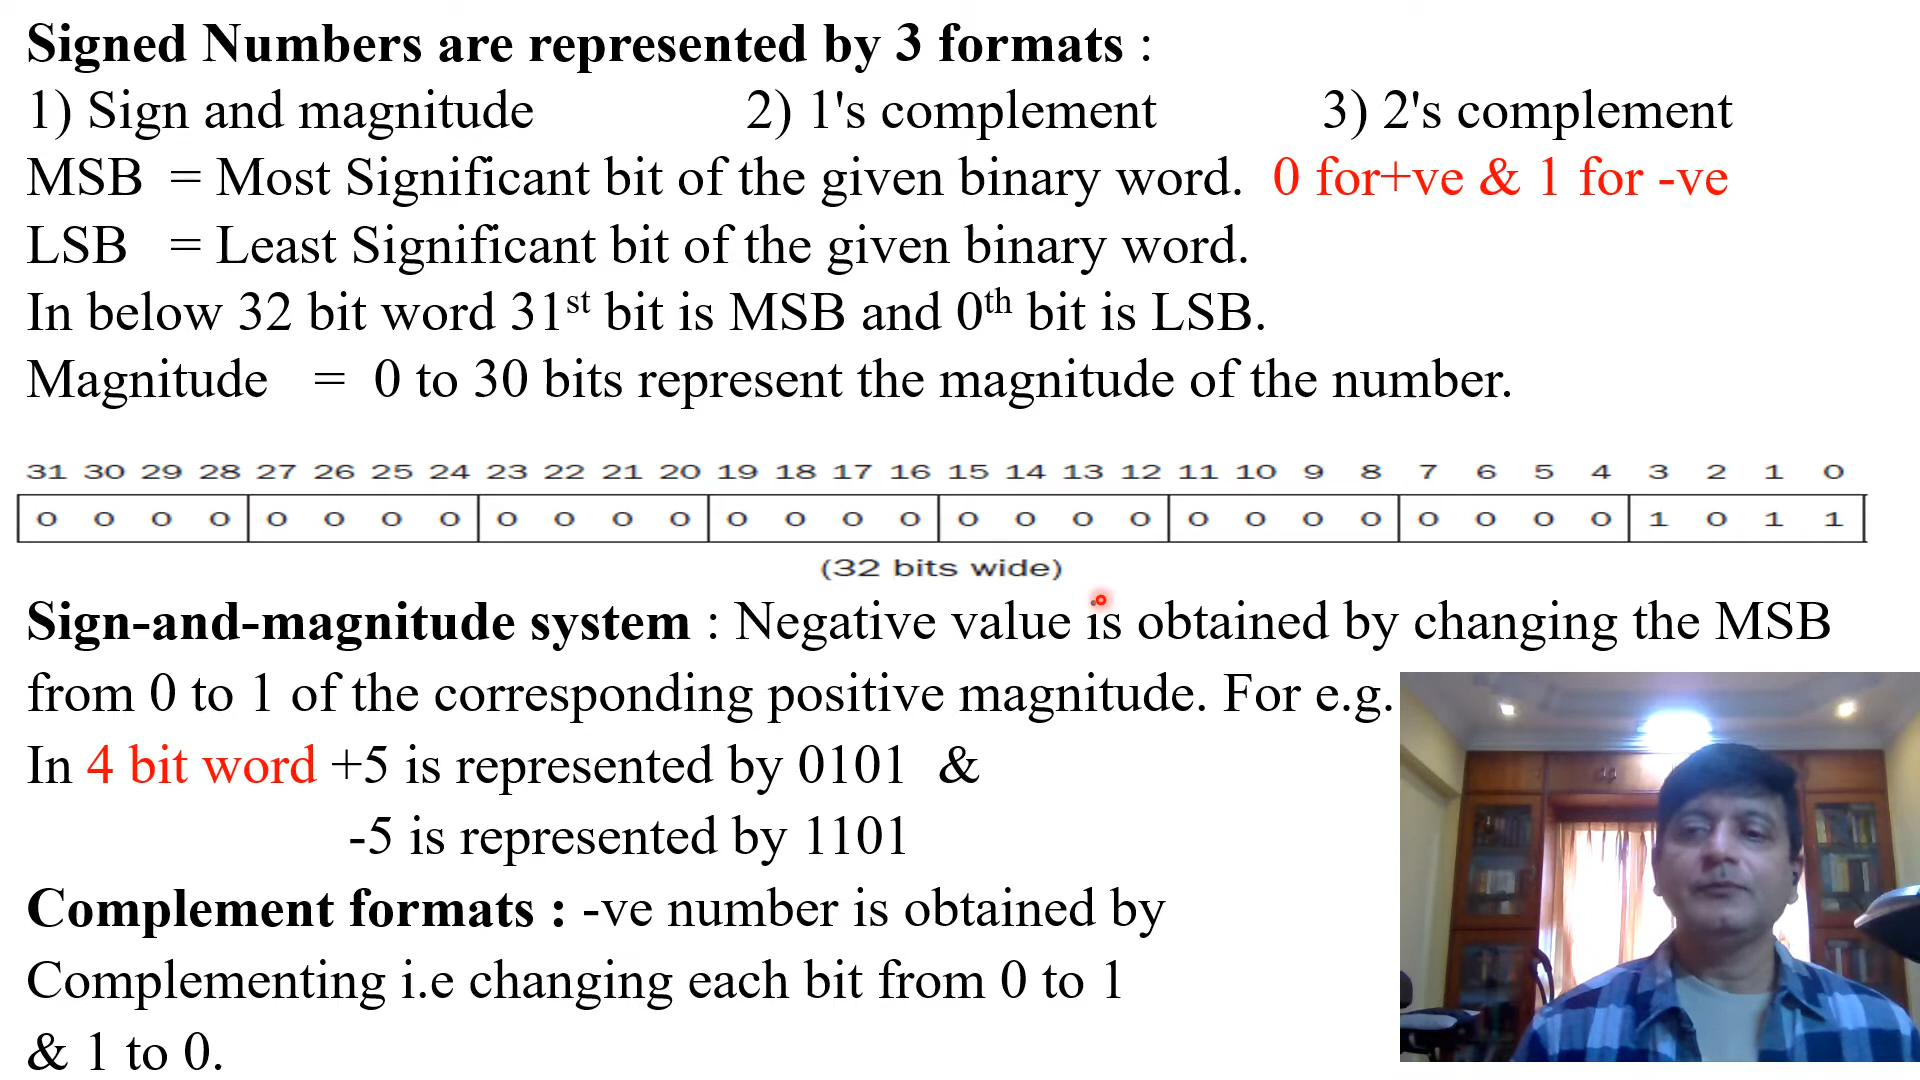 Signed Numbers are represented by 3 formats :
1) Sign and magnitude 2) 1's complement 3) 2's complement
MSB = Most Significant bit of the given binary word. 0 for+ve & 1 for -ve
LSB = Least Significant bit of the given binary word.
In below 32 bit word 31st bit is MSB and 0th bit is LSB.
Magnitude = 0 to 30 bits represent the magnitude of the number.
31 30 29 28 27 26 25 24 23 22 21 20 19 18 17 16 15 14 13 12 11 10 9 8 7 6 5 4 3 2 1 0
0 0 0 0 0 0 0 0 0 0 0 0 0 0 0 0 0 0 0 0 0 0 0 0 0 0 0 0 1 0 1 1
(32 bits wide)
Sign-and-magnitude system : Negative value is obtained by changing the MSB
from 0 to 1 of the corresponding positive magnitude. For e.g.
In 4 bit word +5 is represented by 0101 &
-5 is represented by 1101
Complement formats : -ve number is obtained by
Complementing i.e changing each bit from 0 to 1
& 1 to 0.